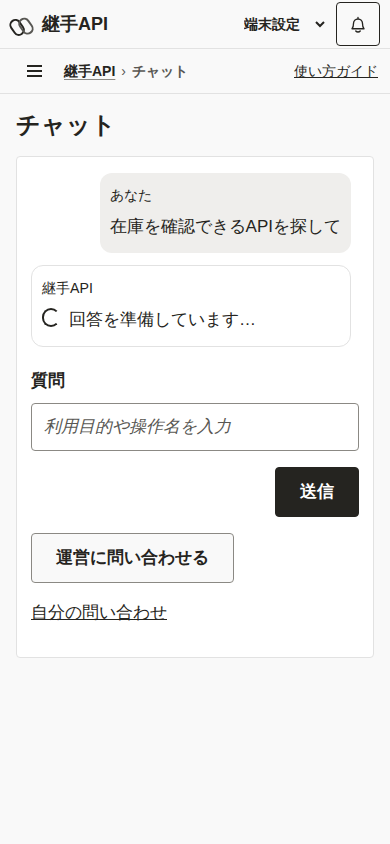 継手API
端末設定
継手API › チャット
使い方ガイド
チャット
あなた
在庫を確認できるAPIを探して
継手API
回答を準備しています…
質問
利用目的や操作名を入力
送信
運営に問い合わせる
自分の問い合わせ